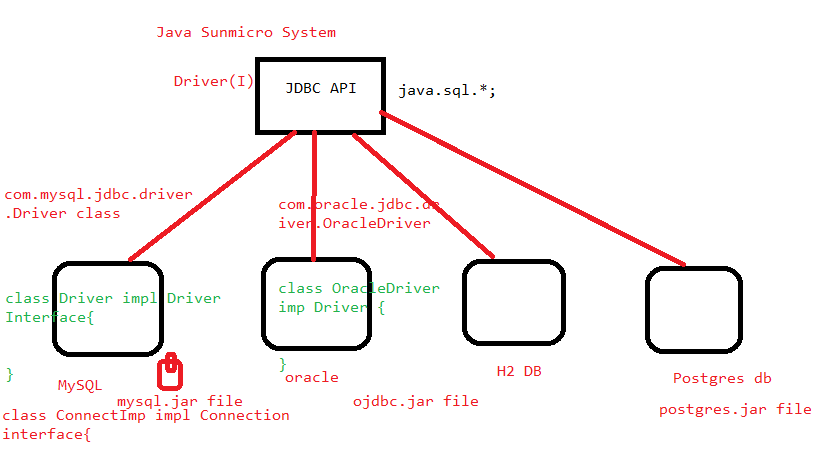 Java Sunmicro System
Driver(I)
JDBC API
java.sql.*;
com.mysql.jdbc.driver
.Driver class
com.oracle.jdbc.dr
iver.OracleDriver
class Driver impl Driver
Interface{
}
class OracleDriver
imp Driver {
}
MySQL
oracle
H2 DB
Postgres db
mysql.jar file
ojdbc.jar file
postgres.jar file
class ConnectImp impl Connection
interface{